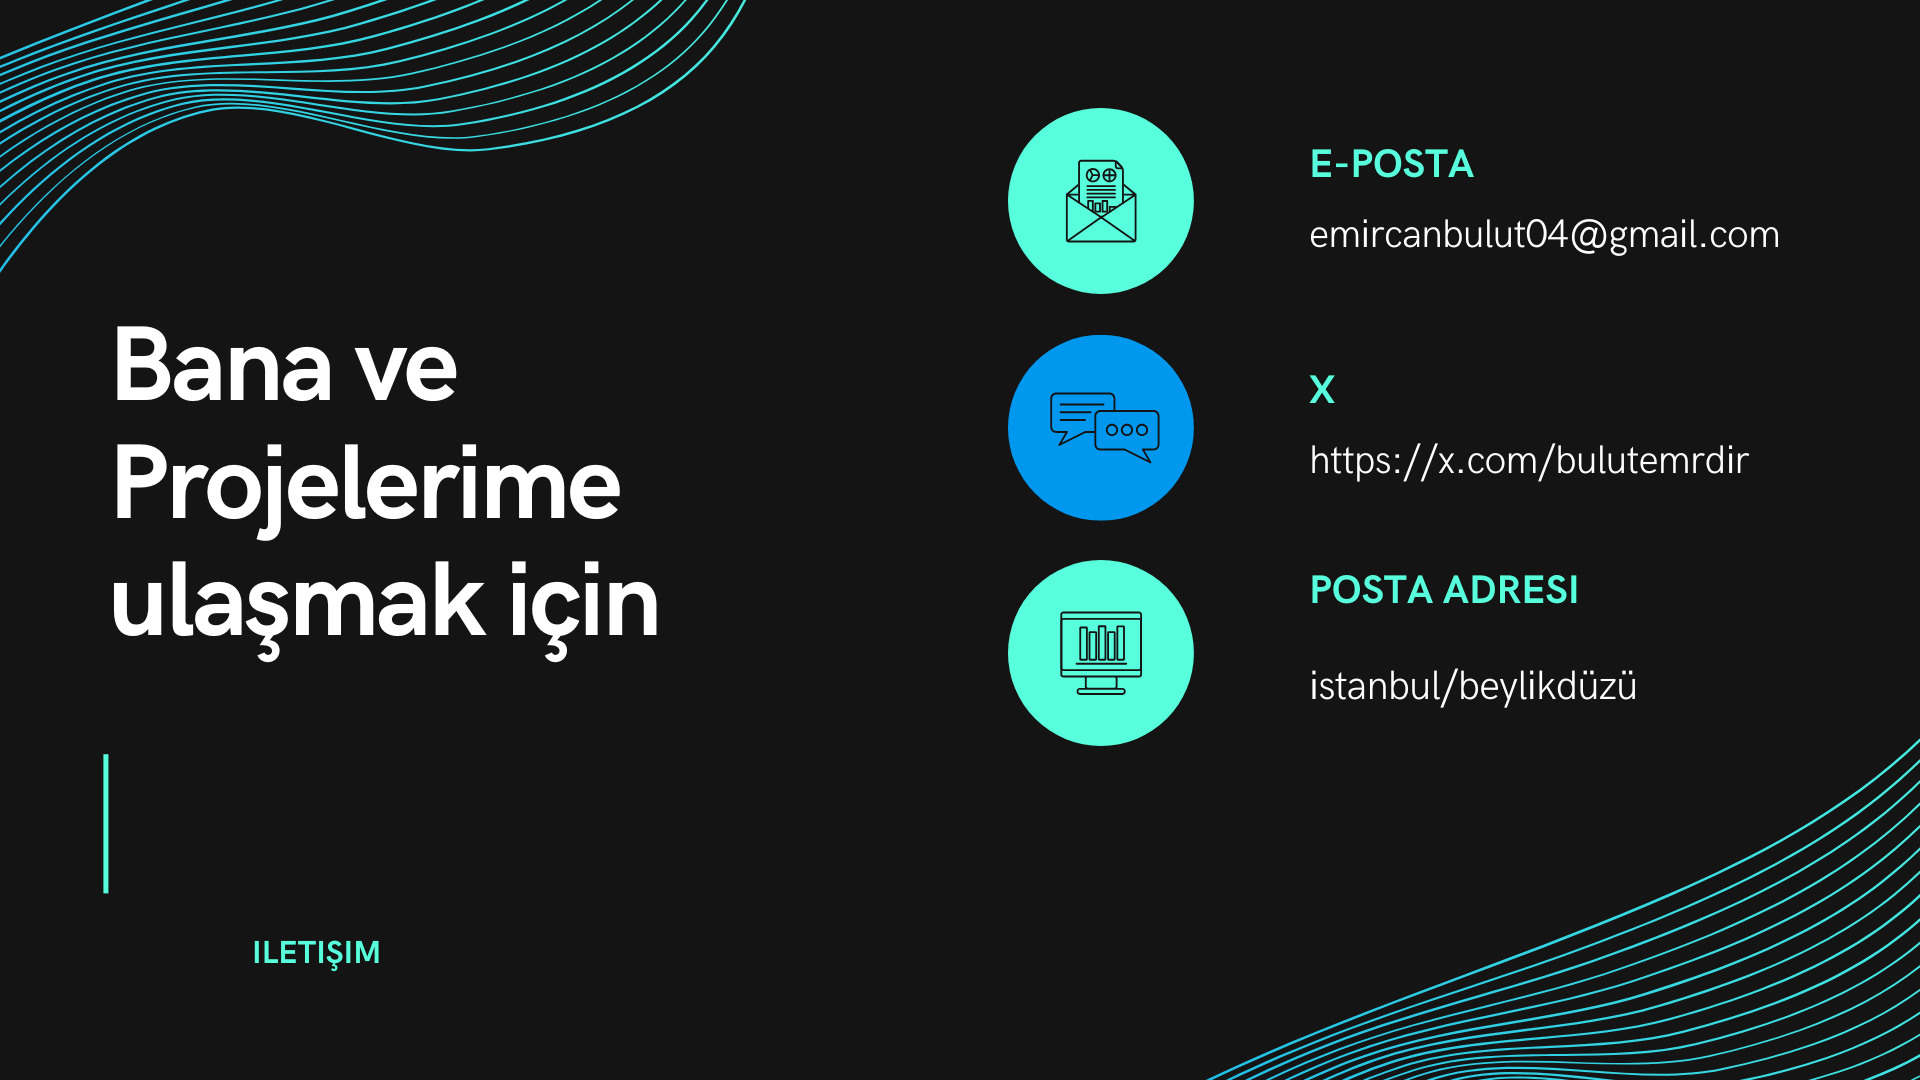 Bana ve
Projelerime
ulaşmak için
ILETIŞIM
E-POSTA
emircanbulut04@gmail.com
X
https://x.com/bulutemrdir
POSTA ADRESI
istanbul/beylikdüzü